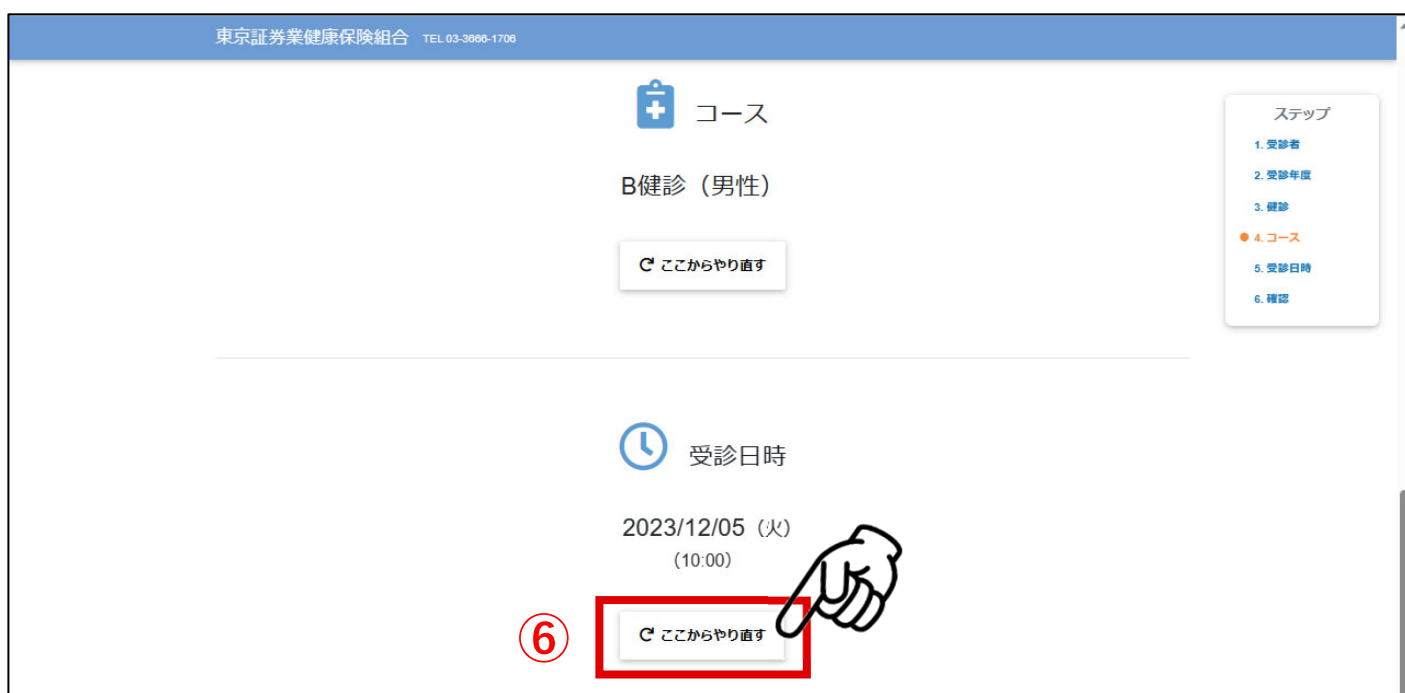 東京証券業健康保険組合 TEL 03-3666-1706
コース
B健診（男性）
ここからやり直す
ステップ
1. 受診者
2. 受診年度
3. 健診
4. コース
5. 受診日時
6. 確認
受診日時
2023/12/05（火）
（10:00）
⑥
ここからやり直す